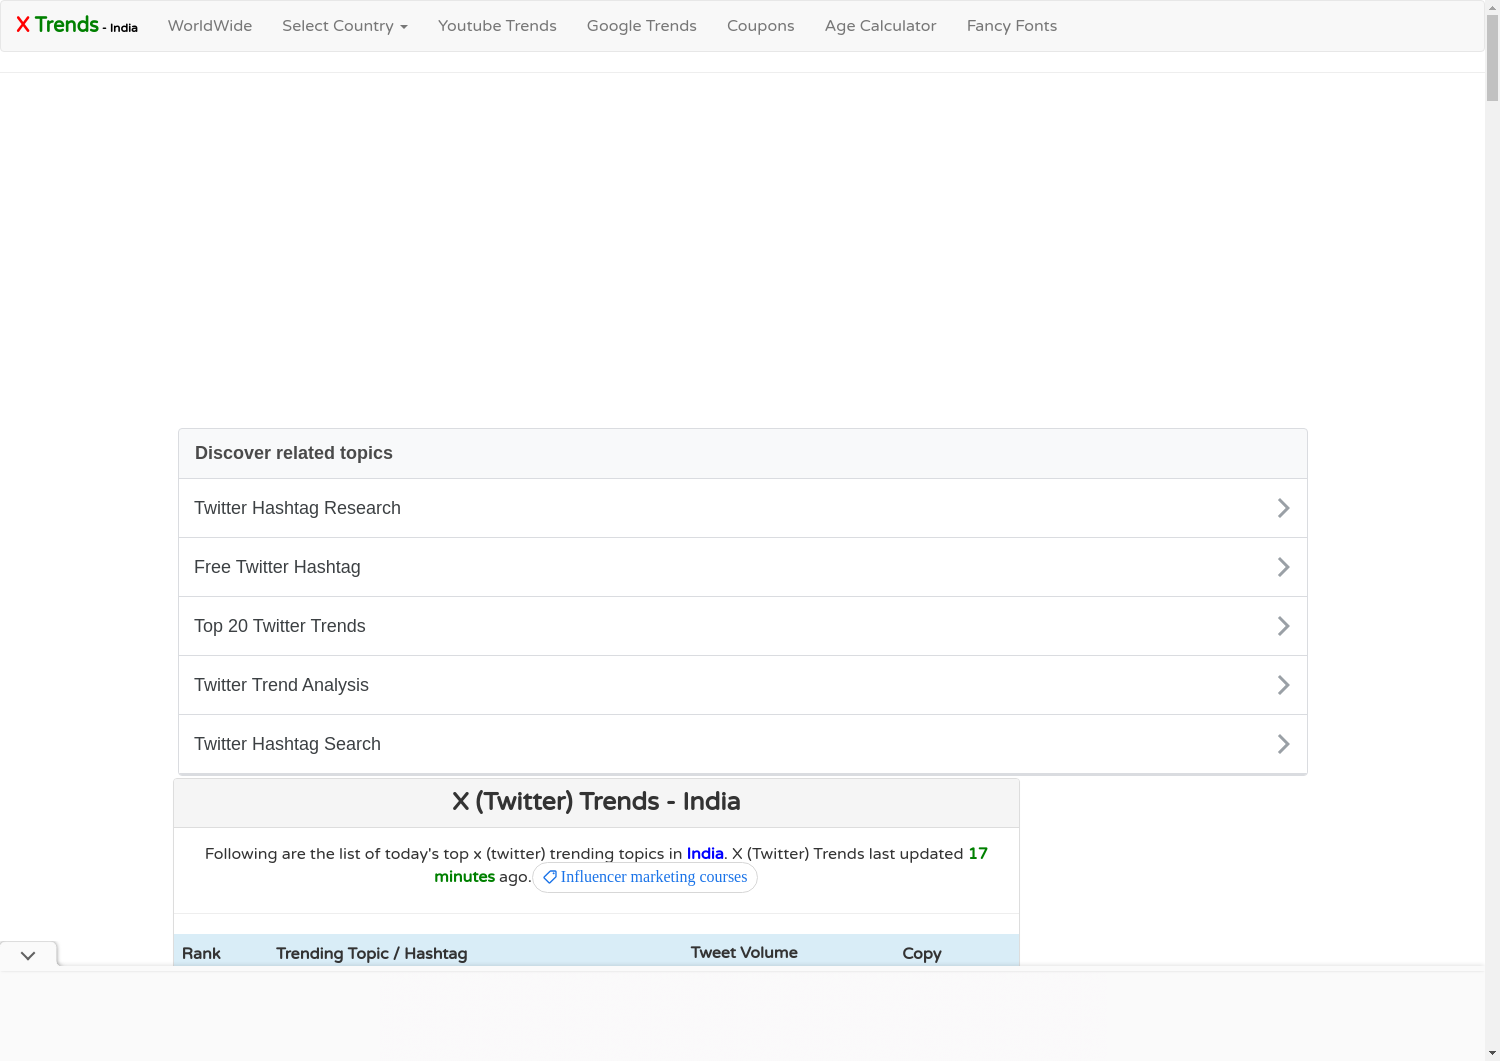 X Trends - India WorldWide Select Country Youtube Trends Google Trends Coupons Age Calculator Fancy Fonts
Discover related topics
Twitter Hashtag Research
Free Twitter Hashtag
Top 20 Twitter Trends
Twitter Trend Analysis
Twitter Hashtag Search
X (Twitter) Trends - India
Following are the list of today's top x (twitter) trending topics in India. X (Twitter) Trends last updated 17
minutes ago. Influencer marketing courses
Rank Trending Topic / Hashtag Tweet Volume Copy